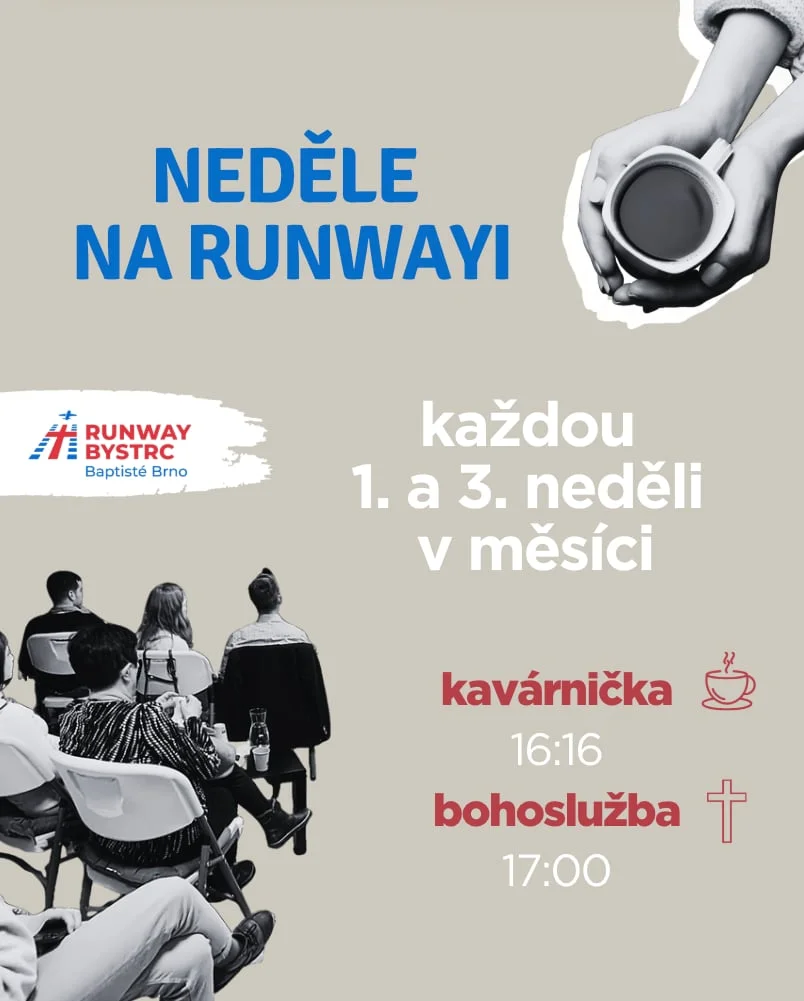 NEDĚLE
NA RUNWAYI
RUNWAY
BYSTRC
Baptisté Brno
každou
1. a 3. neděli
v měsíci
kavárnička
16:16
bohoslužba
17:00